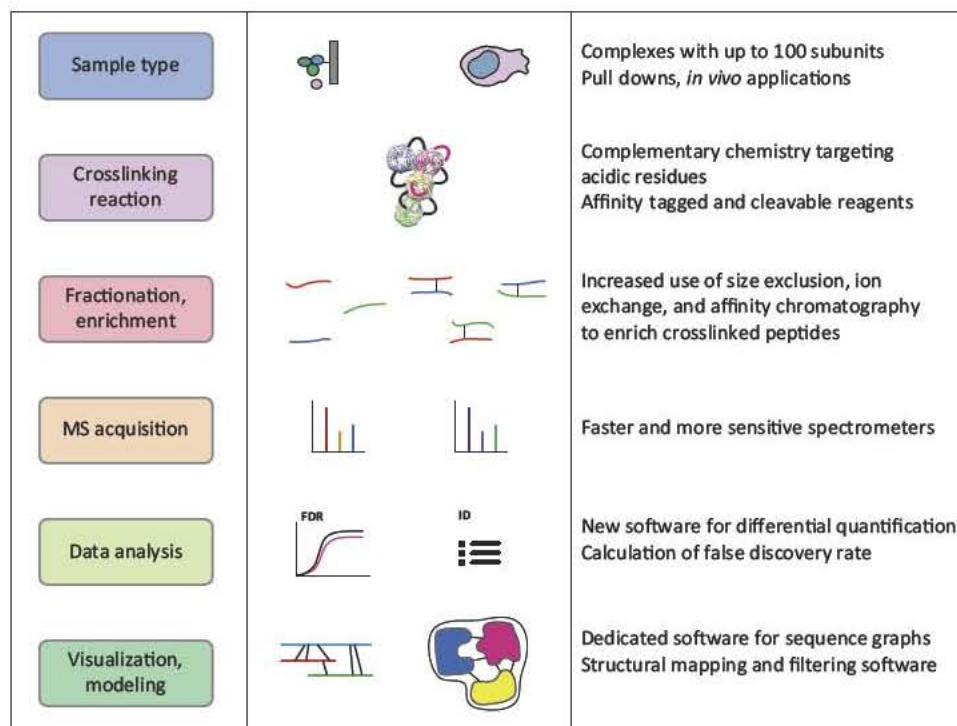 Sample type
Complexes with up to 100 subunits
Pull downs, in vivo applications
Crosslinking
reaction
Complementary chemistry targeting
acidic residues
Affinity tagged and cleavable reagents
Fractionation,
enrichment
Increased use of size exclusion, ion
exchange, and affinity chromatography
to enrich crosslinked peptides
MS acquisition
Faster and more sensitive spectrometers
Data analysis
FDR
ID
New software for differential quantification
Calculation of false discovery rate
Visualization,
modeling
Dedicated software for sequence graphs
Structural mapping and filtering software